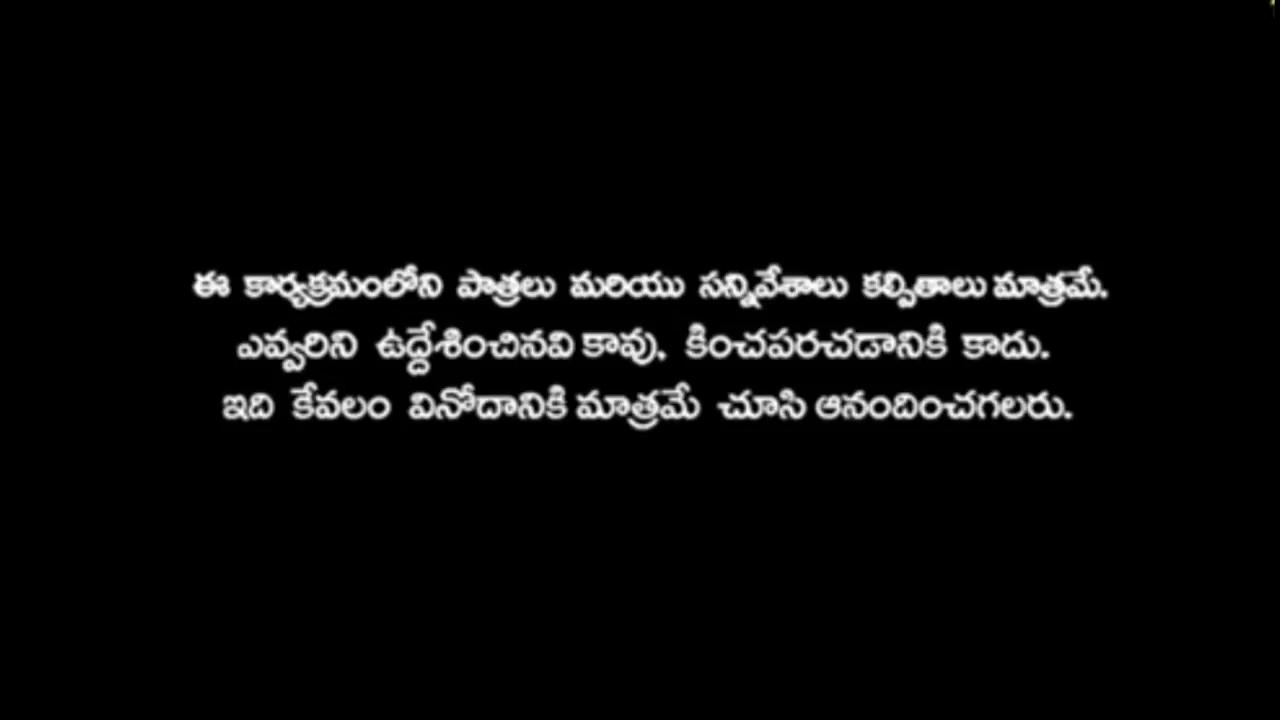 ఈ కార్యక్రమంలోని పాత్రలు మరియు సన్నివేశాలు కల్పితాలు మాత్రమే.
ఎవ్వరిని ఉద్దేశించినవి కావు. కించపరచడానికి కాదు.
ఇది కేవలం వినోదానికి మాత్రమే చూసి ఆనందించగలరు.